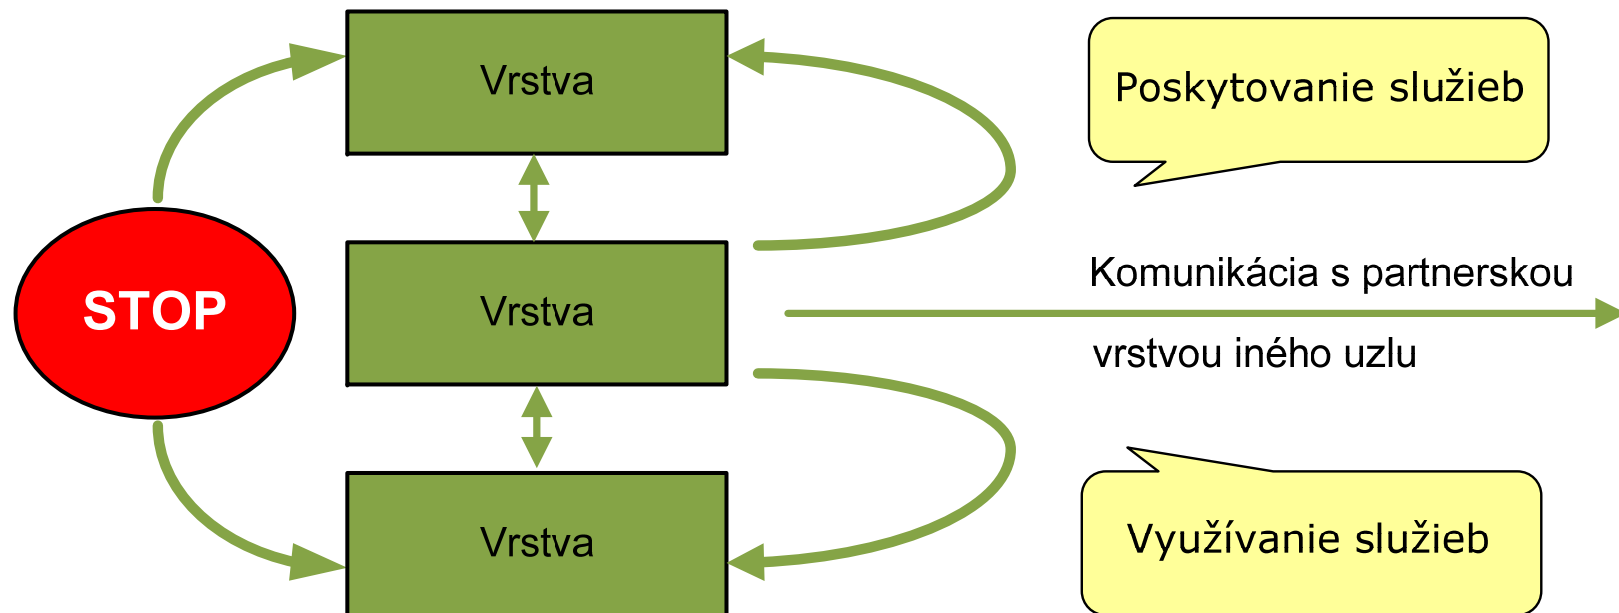 Vrstva
Poskytovanie služieb
STOP
Vrstva
Komunikácia s partnerskou
vrstvou iného uzlu
Vrstva
Využívanie služieb